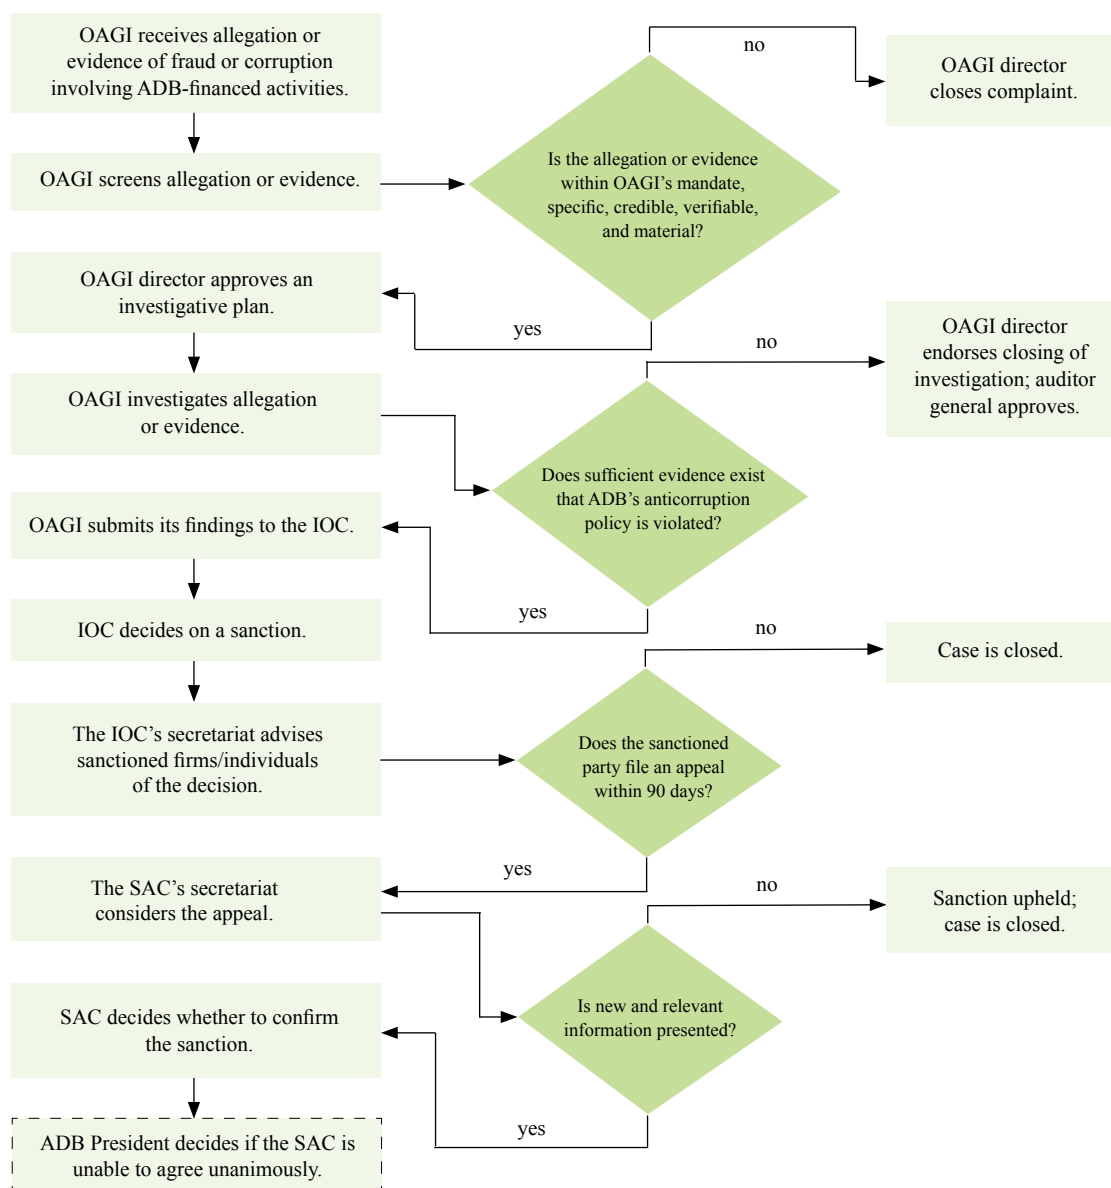 OAGI receives allegation or
evidence of fraud or corruption
involving ADB-financed activities.
no
OAGI director
closes complaint.
OAGI screens allegation or evidence.
Is the allegation or evidence
within OAGI’s mandate,
specific, credible, verifiable,
and material?
OAGI director approves an
investigative plan.
yes
no
OAGI director
endorses closing of
investigation; auditor
general approves.
OAGI investigates allegation
or evidence.
Does sufficient evidence exist
that ADB’s anticorruption
policy is violated?
OAGI submits its findings to the IOC.
yes
IOC decides on a sanction.
no
Case is closed.
The IOC’s secretariat advises
sanctioned firms/individuals
of the decision.
Does the sanctioned
party file an appeal
within 90 days?
yes
The SAC’s secretariat
considers the appeal.
no
Sanction upheld;
case is closed.
Is new and relevant
information presented?
SAC decides whether to confirm
the sanction.
yes
ADB President decides if the SAC is
unable to agree unanimously.